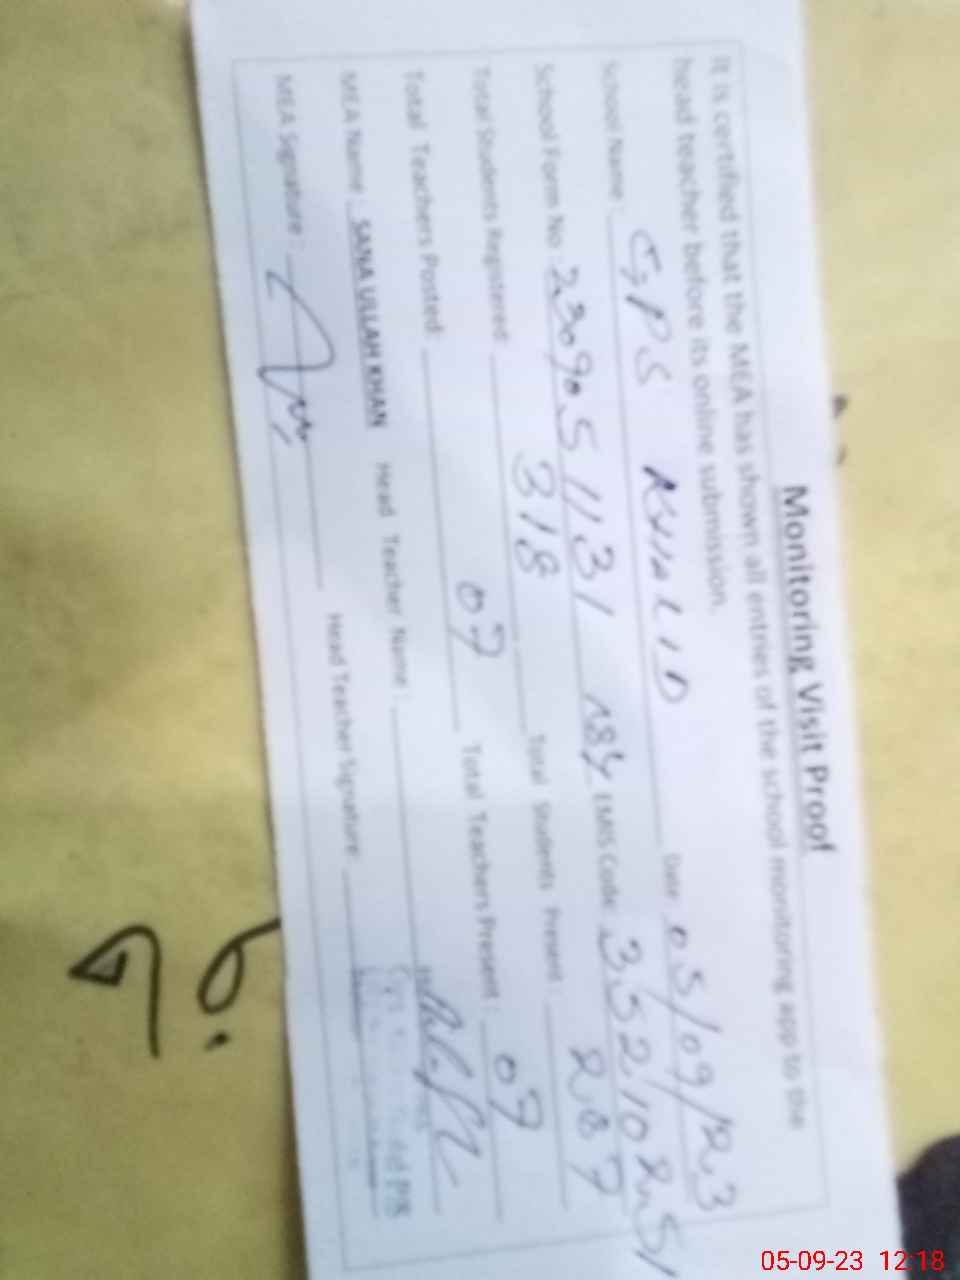 Monitoring Visit Proof
It is certified that the MEA has shown all entries of the school monitoring app to the
head teacher before its online submission.
School Name : GPS KHALID Date 05/09/23
School Form No : 2309051131 EMIS Code: 35210251
Total Students Registered: 318 Total Students Present : 287
Total Teachers Posted: 07 Total Teachers Present : 07
MEA Name : SANA ULLAH KHAN Head Teacher Name :
MEA Signature : Head Teacher Signature:
05-09-23 12:18